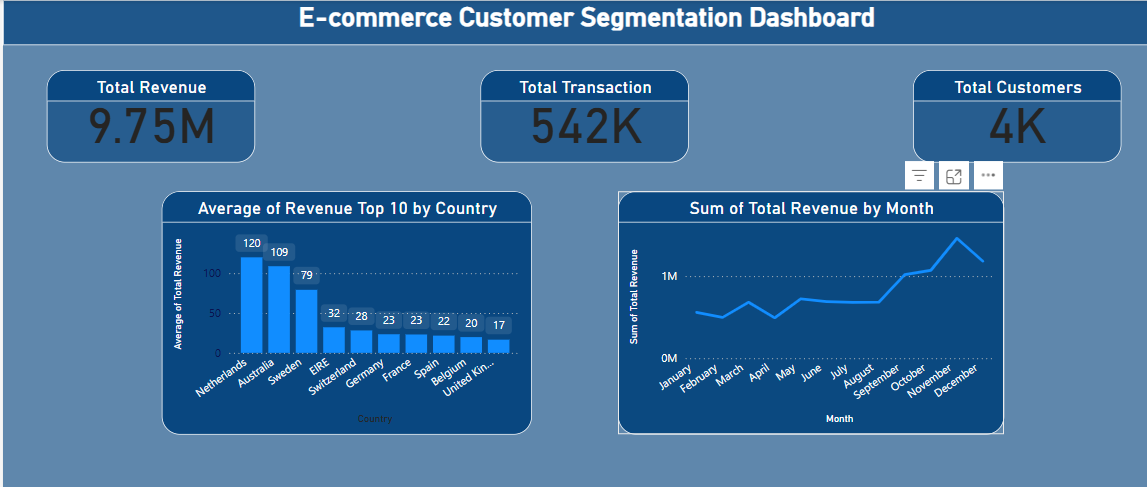 E-commerce Customer Segmentation Dashboard
Total Revenue
9.75M
Total Transaction
542K
Total Customers
4K
Average of Revenue Top 10 by Country
Average of Total Revenue
100
50
0
120
109
79
32
28
23
23
22
20
17
Netherlands
Australia
Sweden
EIRE
Switzerland
Germany
France
Spain
Belgium
United Kin...
Country
Sum of Total Revenue by Month
Sum of Total Revenue
1M
0M
January
February
March
April
May
June
July
August
September
October
November
December
Month